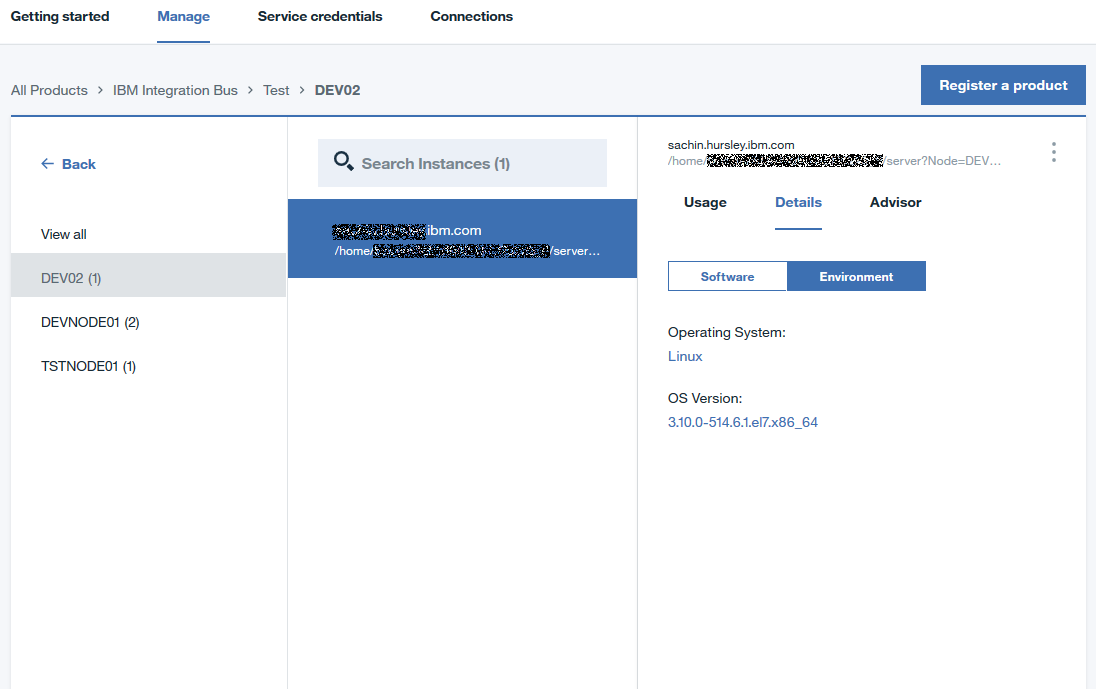 Getting started Manage Service credentials Connections
All Products > IBM Integration Bus > Test > DEV02
Register a product
← Back
View all
DEV02 (1)
DEVNODE01 (2)
TSTNODE01 (1)
Search Instances (1)
ibm.com
/home/ /server...
sachin.hursley.ibm.com
/home/ /server?Node=DEV...
Usage Details Advisor
Software Environment
Operating System:
Linux
OS Version:
3.10.0-514.6.1.el7.x86_64